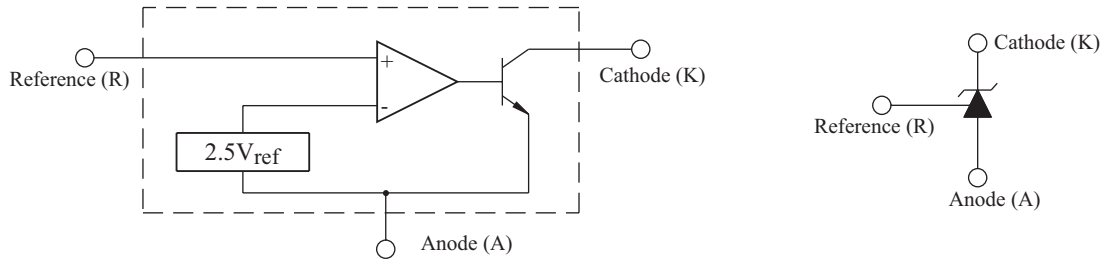 Reference (R)
+
-
2.5Vref
Cathode (K)
Anode (A)
Cathode (K)
Reference (R)
Anode (A)